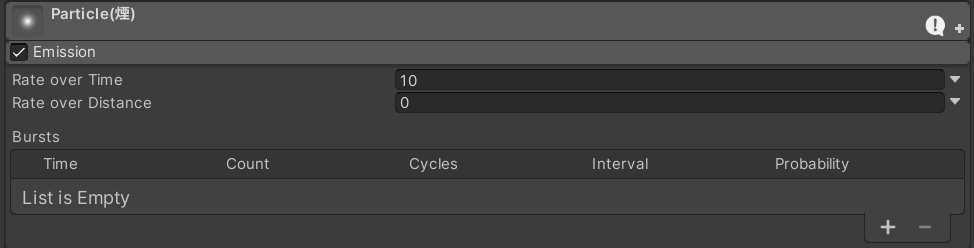 Particle(煙)
Emission
Rate over Time 10
Rate over Distance 0
Bursts
Time Count Cycles Interval Probability
List is Empty